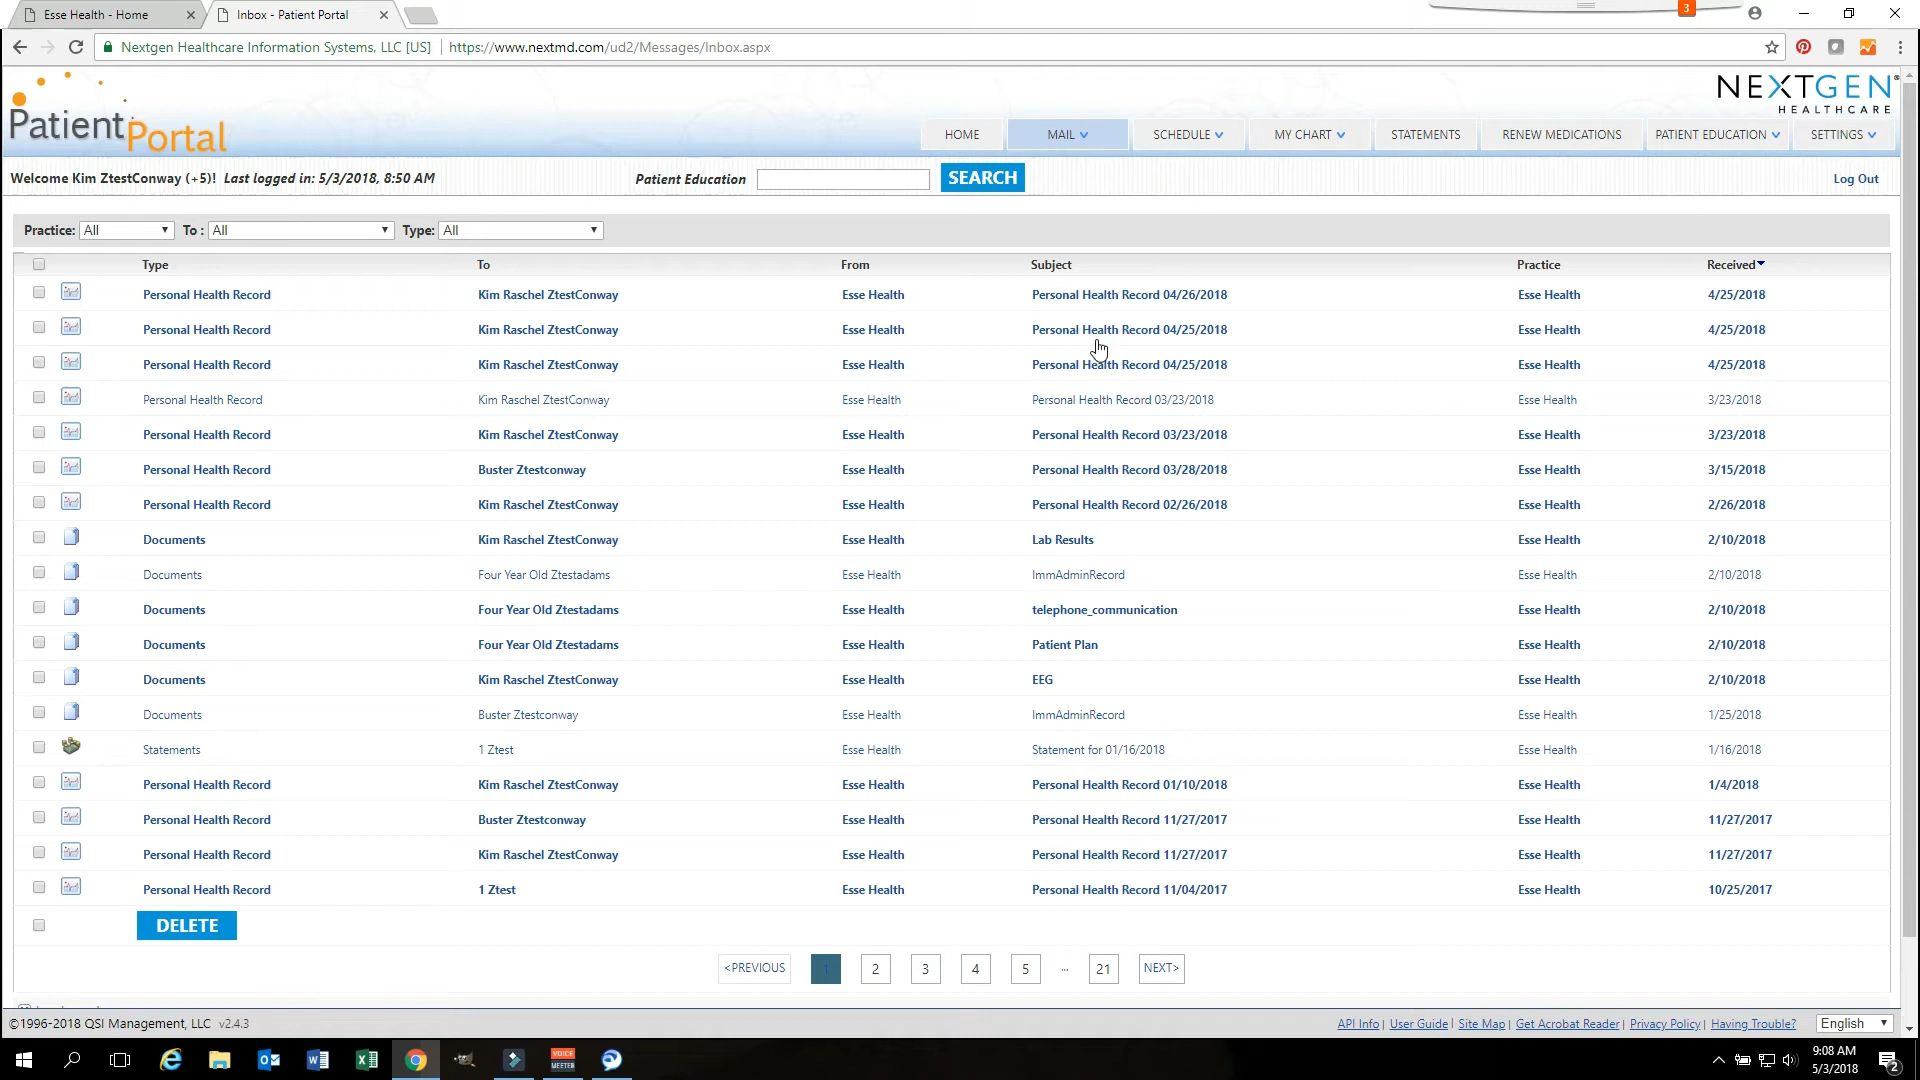 Esse Health - Home
Inbox - Patient Portal
3
Nextgen Healthcare Information Systems, LLC [US] https://www.nextmd.com/ud2/Messages/Inbox.aspx
PatientPortal
NEXTGEN
HEALTHCARE
HOME MAIL SCHEDULE MY CHART STATEMENTS RENEW MEDICATIONS PATIENT EDUCATION SETTINGS
Welcome Kim ZtestConway (+5)! Last logged in: 5/3/2018, 8:50 AM Patient Education SEARCH Log Out
Practice: All To : All Type: All
Type To From Subject Practice Received
Personal Health Record Kim Raschel ZtestConway Esse Health Personal Health Record 04/26/2018 Esse Health 4/25/2018
Personal Health Record Kim Raschel ZtestConway Esse Health Personal Health Record 04/25/2018 Esse Health 4/25/2018
Personal Health Record Kim Raschel ZtestConway Esse Health Personal Health Record 04/25/2018 Esse Health 4/25/2018
Personal Health Record Kim Raschel ZtestConway Esse Health Personal Health Record 03/23/2018 Esse Health 3/23/2018
Personal Health Record Kim Raschel ZtestConway Esse Health Personal Health Record 03/23/2018 Esse Health 3/23/2018
Personal Health Record Buster Ztestconway Esse Health Personal Health Record 03/28/2018 Esse Health 3/15/2018
Personal Health Record Kim Raschel ZtestConway Esse Health Personal Health Record 02/26/2018 Esse Health 2/26/2018
Documents Kim Raschel ZtestConway Esse Health Lab Results Esse Health 2/10/2018
Documents Four Year Old Ztestadams Esse Health ImmAdminRecord Esse Health 2/10/2018
Documents Four Year Old Ztestadams Esse Health telephone_communication Esse Health 2/10/2018
Documents Four Year Old Ztestadams Esse Health Patient Plan Esse Health 2/10/2018
Documents Kim Raschel ZtestConway Esse Health EEG Esse Health 2/10/2018
Documents Buster Ztestconway Esse Health ImmAdminRecord Esse Health 1/25/2018
Statements 1 Ztest Esse Health Statement for 01/16/2018 Esse Health 1/16/2018
Personal Health Record Kim Raschel ZtestConway Esse Health Personal Health Record 01/10/2018 Esse Health 1/4/2018
Personal Health Record Buster Ztestconway Esse Health Personal Health Record 11/27/2017 Esse Health 11/27/2017
Personal Health Record Kim Raschel ZtestConway Esse Health Personal Health Record 11/27/2017 Esse Health 11/27/2017
Personal Health Record 1 Ztest Esse Health Personal Health Record 11/04/2017 Esse Health 10/25/2017
DELETE
<PREVIOUS 1 2 3 4 5 ... 21 NEXT>
©1996-2018 QSI Management, LLC v2.4.3 API Info | User Guide | Site Map | Get Acrobat Reader | Privacy Policy | Having Trouble? English
VOICE
MEETER
9:08 AM
5/3/2018
2